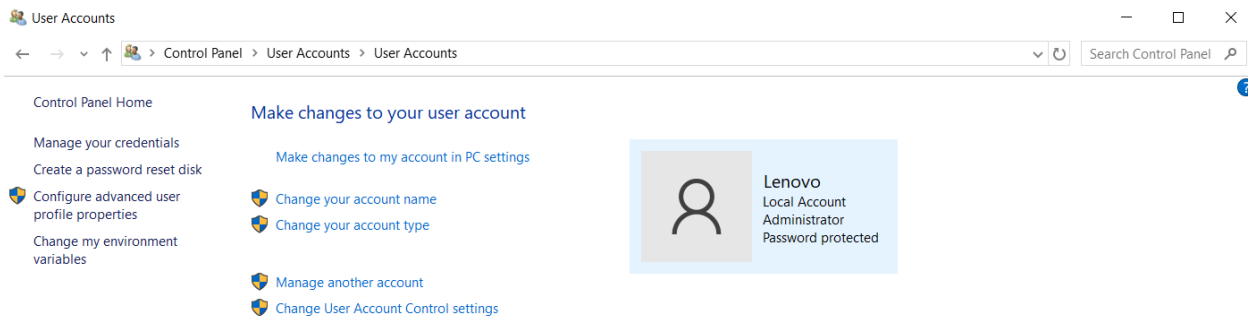 User Accounts
Control Panel > User Accounts > User Accounts
Search Control Panel
Control Panel Home
Manage your credentials
Create a password reset disk
Configure advanced user
profile properties
Change my environment
variables
Make changes to your user account
Make changes to my account in PC settings
Change your account name
Change your account type
Manage another account
Change User Account Control settings
Lenovo
Local Account
Administrator
Password protected